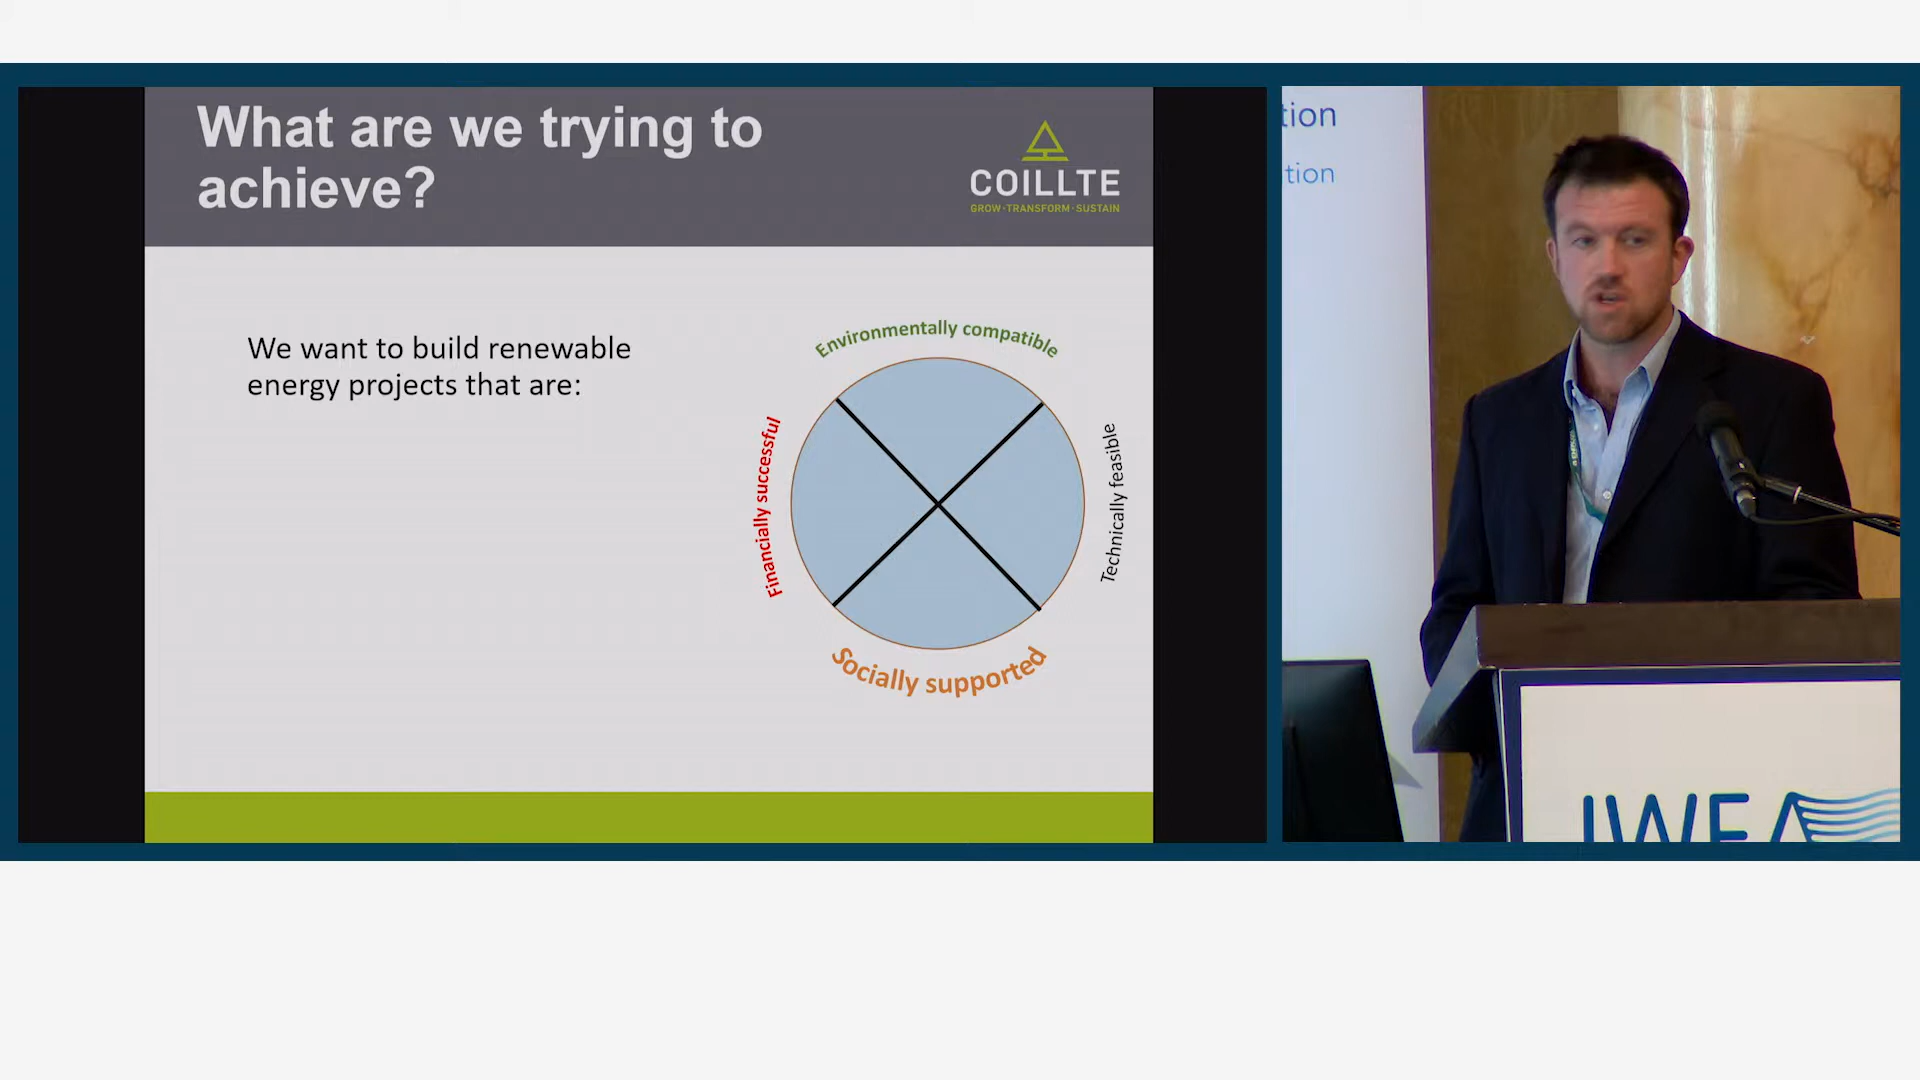 What are we trying to
achieve?
COILLTE
GROW·TRANSFORM·SUSTAIN
We want to build renewable
energy projects that are:
Environmentally compatible
Financially successful
Technically feasible
Socially supported
tion
tion
IWEA